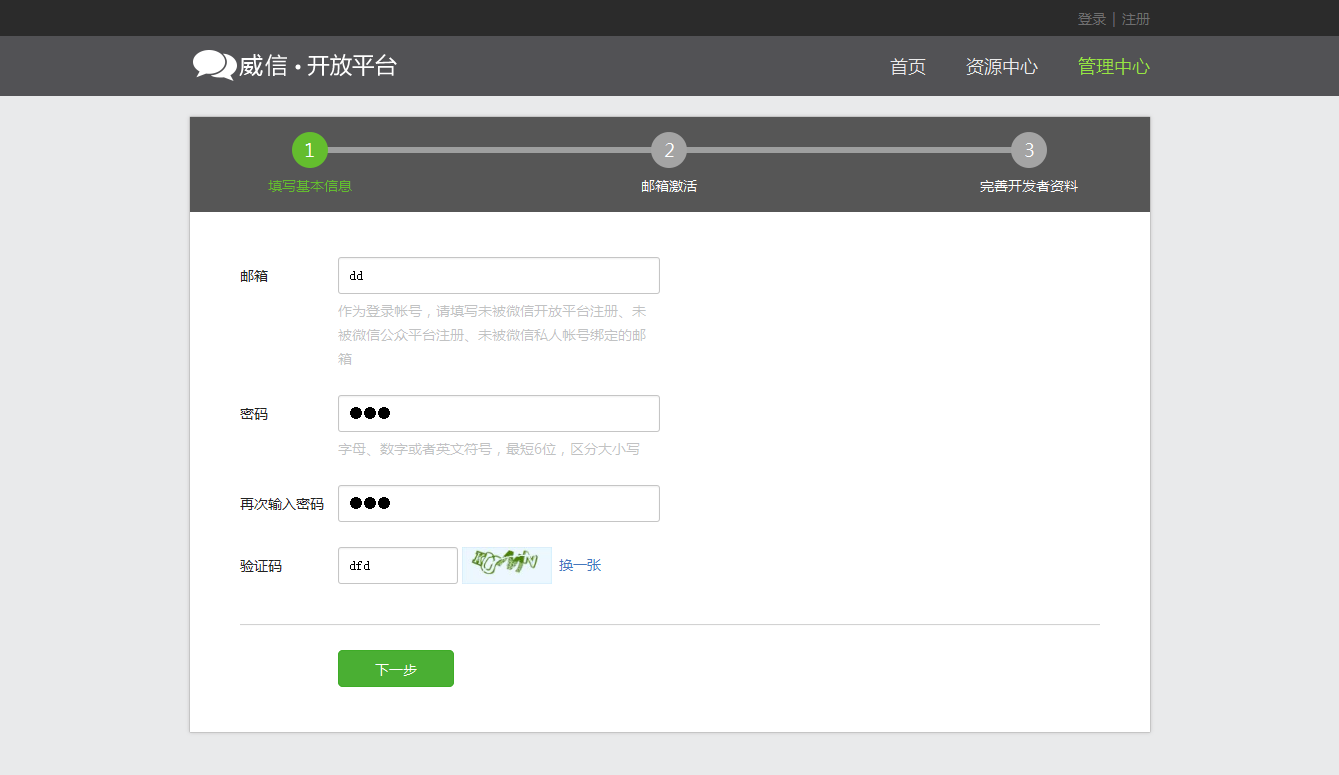 登录 | 注册
威信·开放平台
首页 资源中心 管理中心
1 2 3
填写基本信息 邮箱激活 完善开发者资料
邮箱 dd
作为登录帐号，请填写未被微信开放平台注册、未
被微信公众平台注册、未被微信私人帐号绑定的邮
箱
密码 ●●●
字母、数字或者英文符号，最短6位，区分大小写
再次输入密码 ●●●
验证码 dfd 换一张
下一步